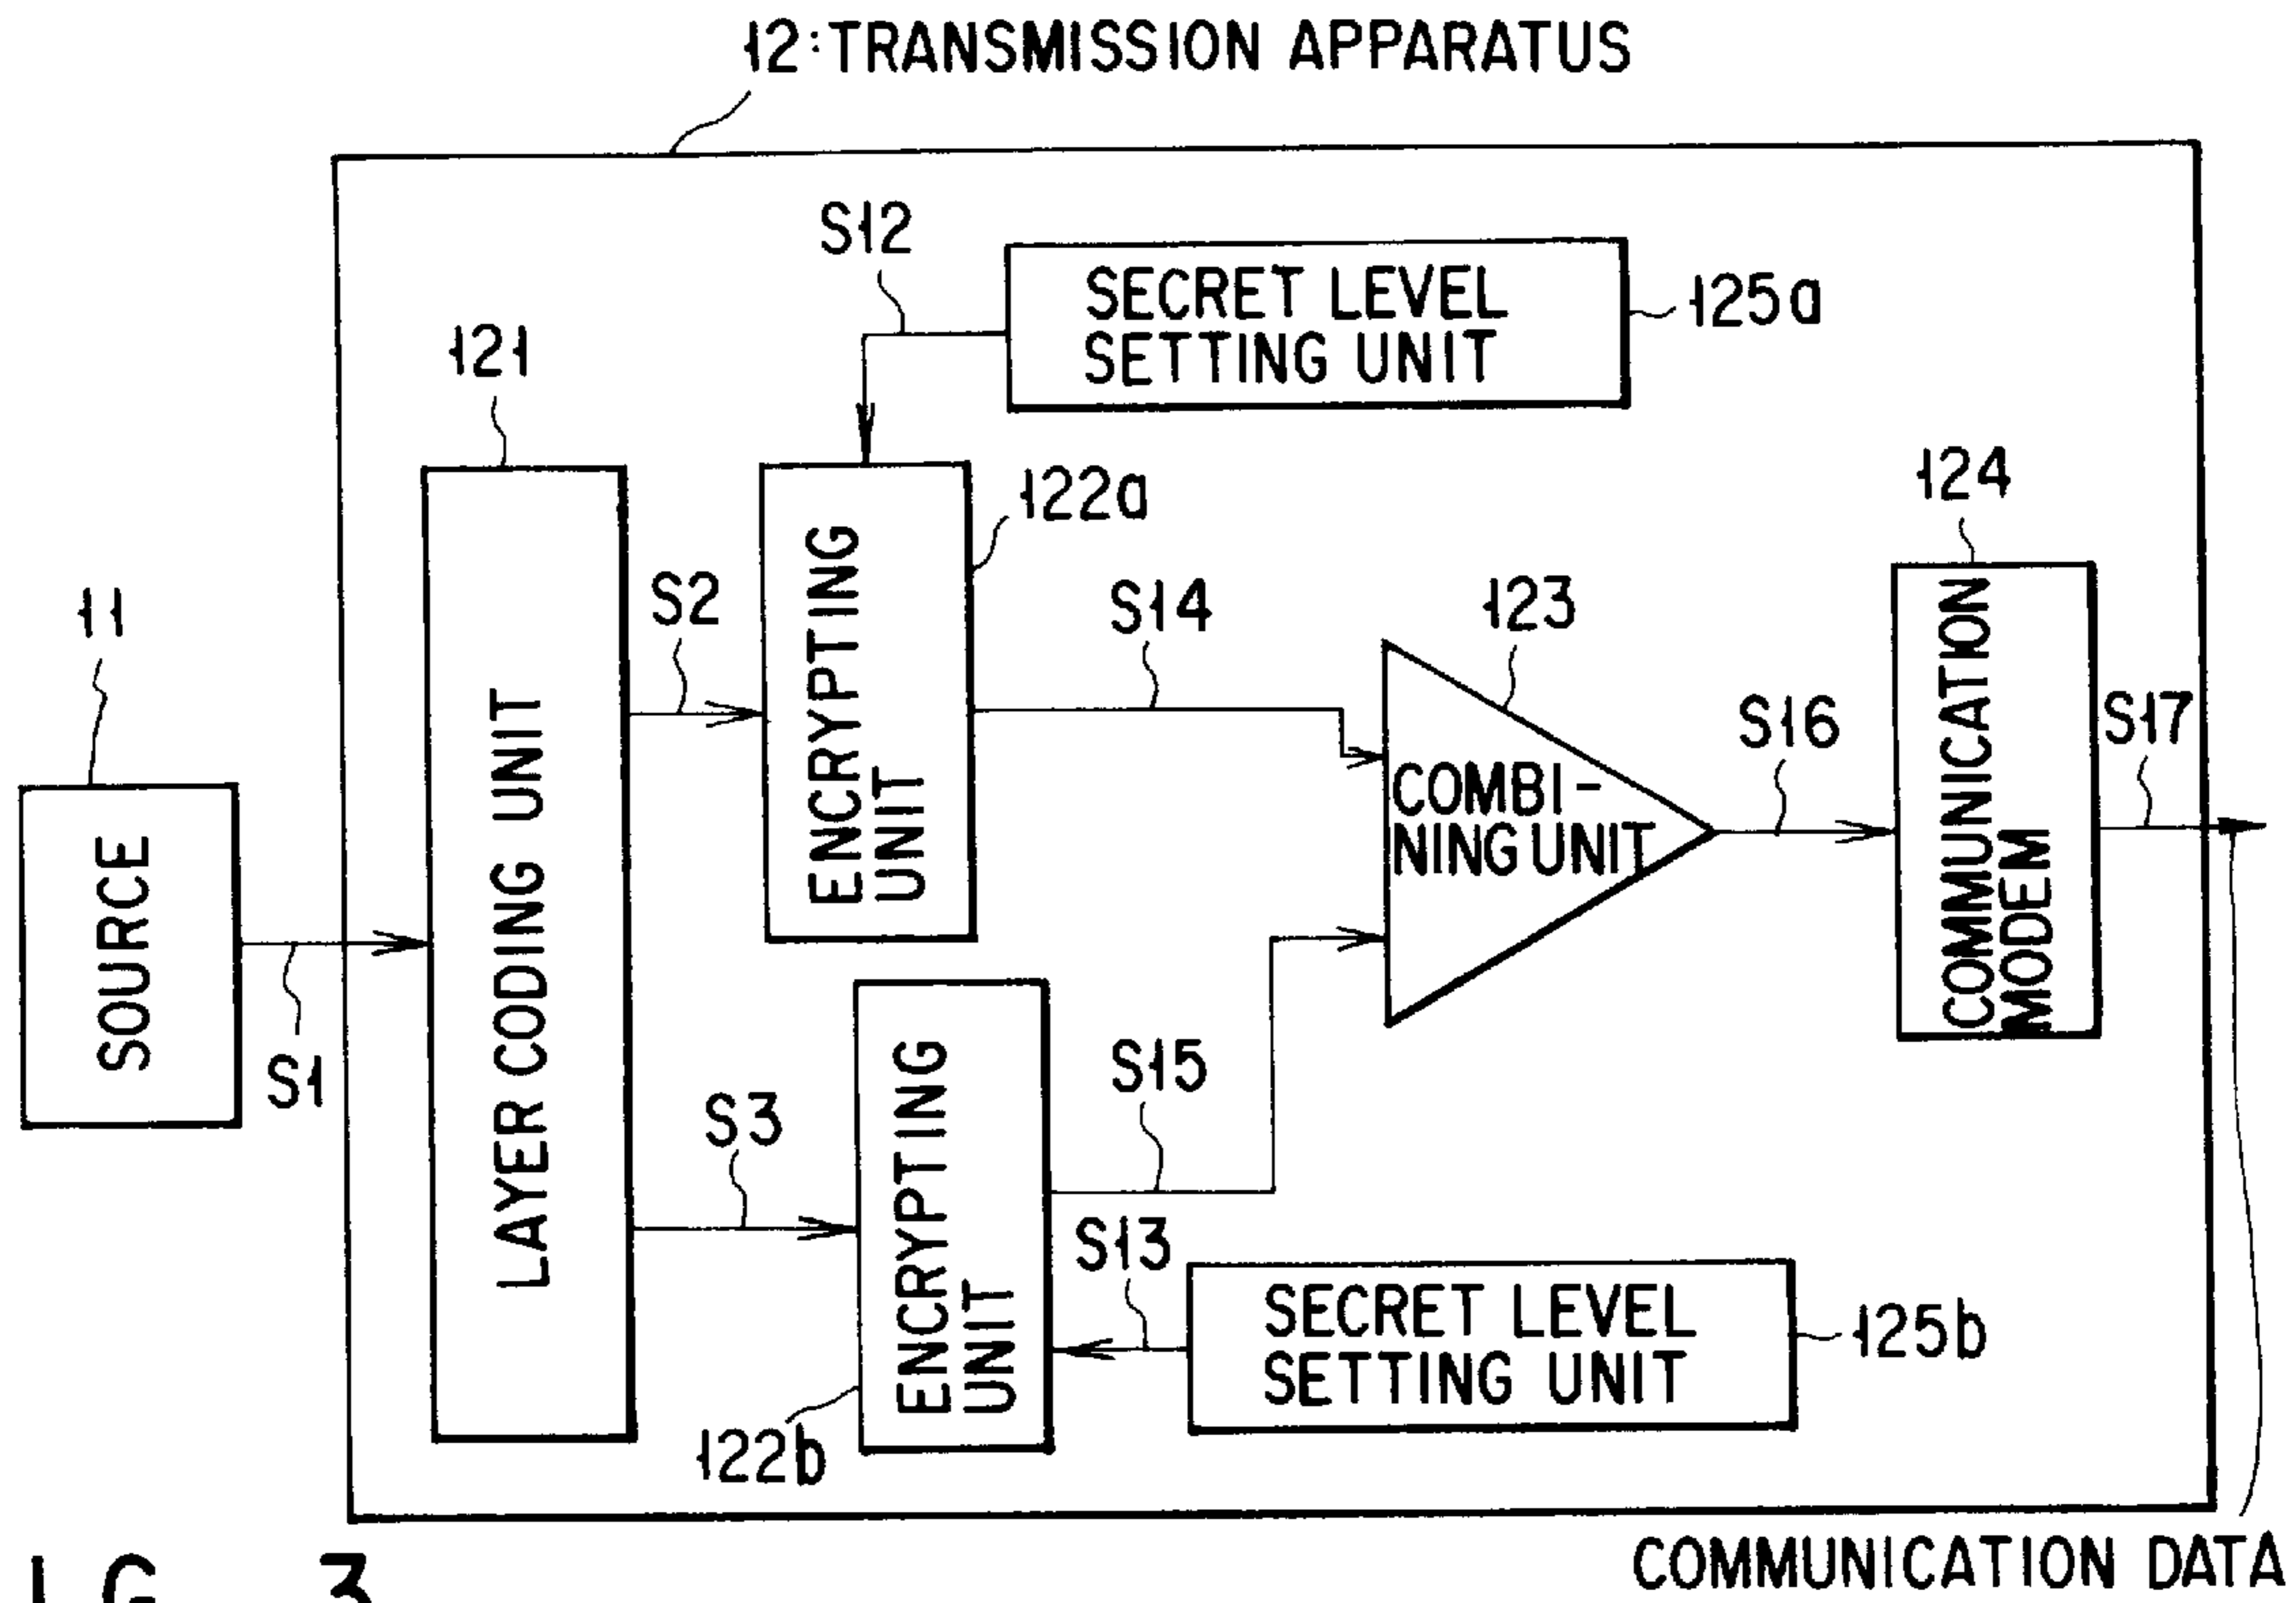 12:TRANSMISSION APPARATUS
S12
SECRET LEVEL
SETTING UNIT
125a
121
122a
124
ENCRYPTING
UNIT
11
S2
S14
123
S16
S17
COMBI-
NING UNIT
COMMUNICATION
MODEM
SOURCE
S1
LAYER CODING UNIT
S3
ENCRYPTING
UNIT
S15
S13
SECRET LEVEL
SETTING UNIT
125b
122b
COMMUNICATION DATA
IG. 3